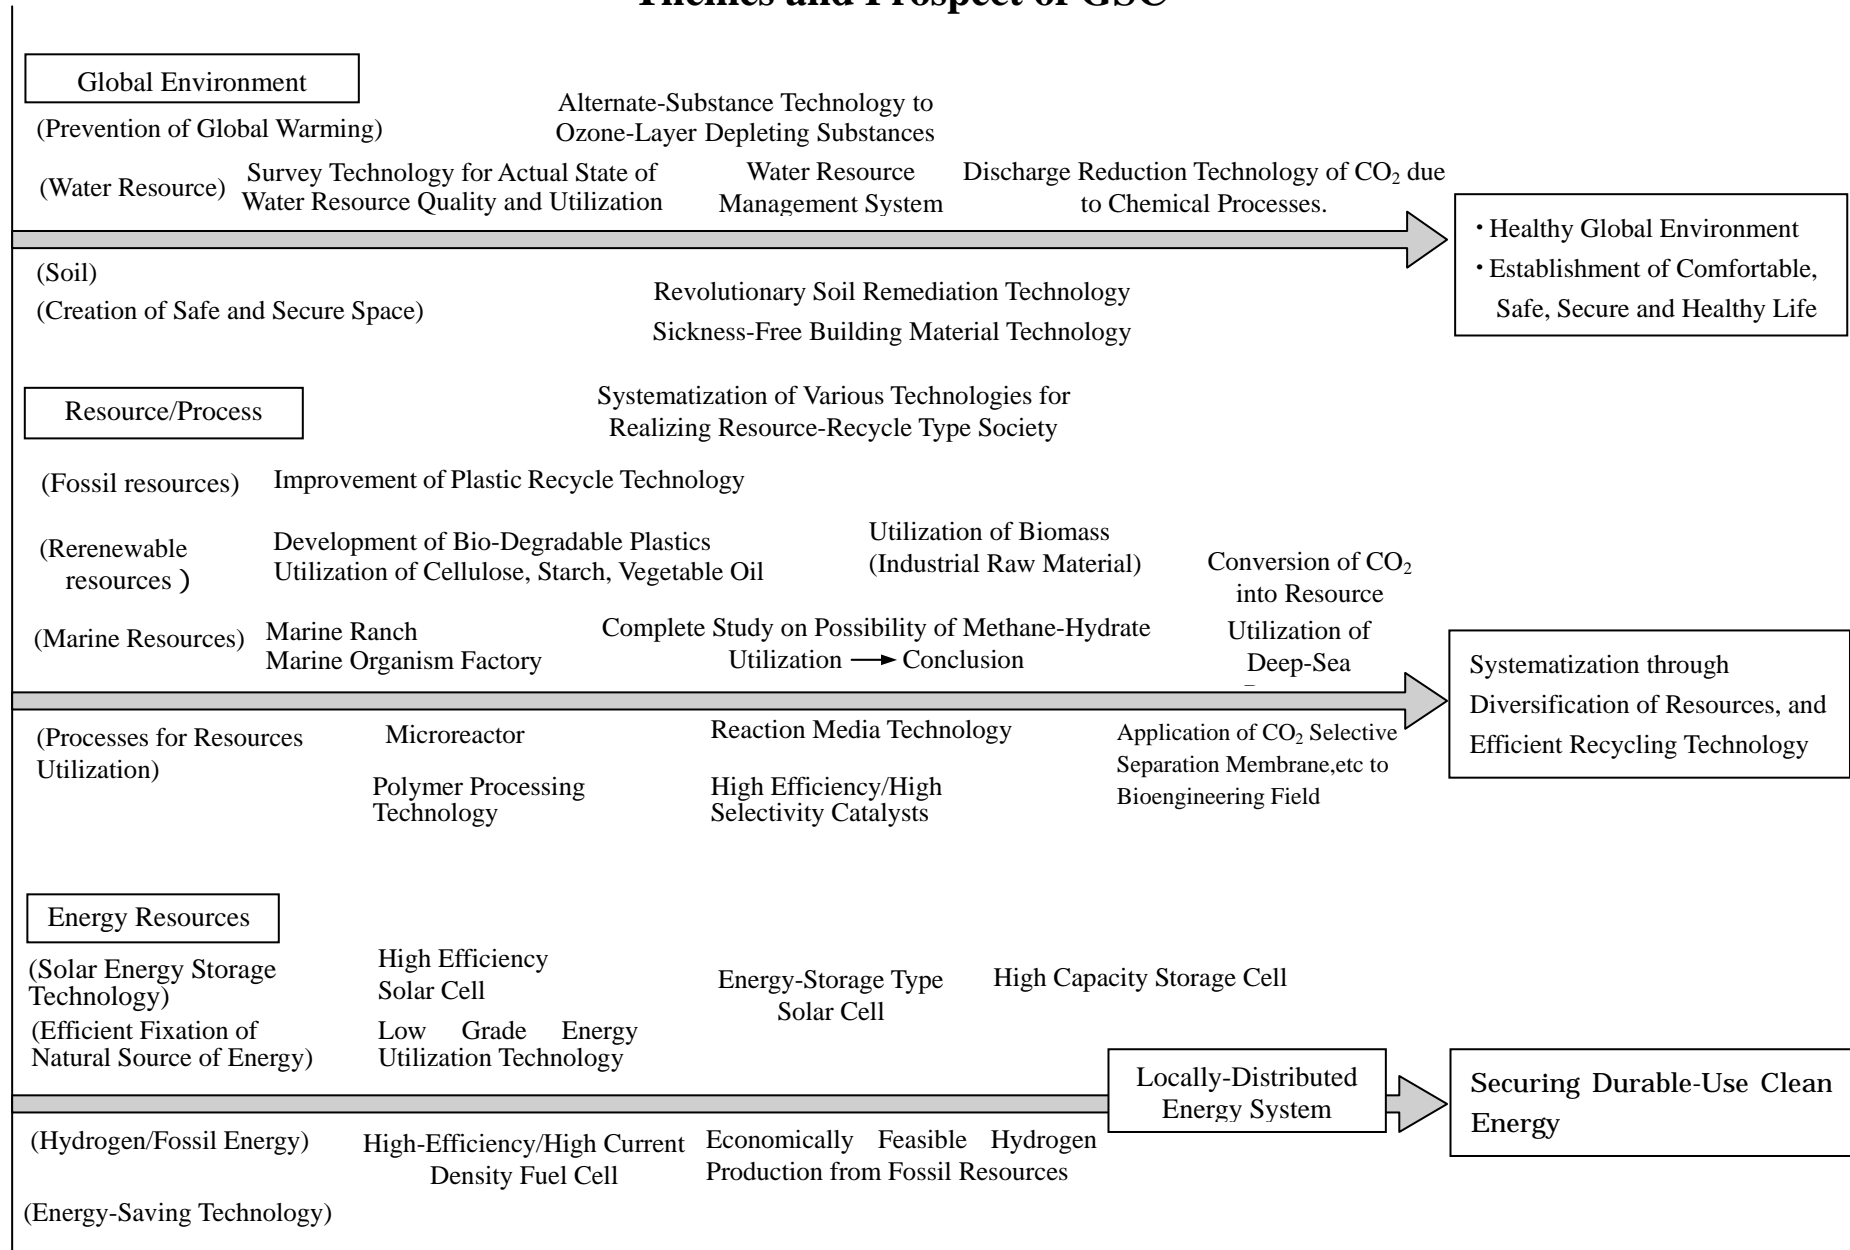 Themes and Prospect of GSC
Global Environment
(Prevention of Global Warming)
Alternate-Substance Technology to
Ozone-Layer Depleting Substances
(Water Resource)
Survey Technology for Actual State of
Water Resource Quality and Utilization
Water Resource
Management System
Discharge Reduction Technology of CO₂ due
to Chemical Processes.
・Healthy Global Environment
・Establishment of Comfortable,
Safe, Secure and Healthy Life
(Soil)
(Creation of Safe and Secure Space)
Revolutionary Soil Remediation Technology
Sickness-Free Building Material Technology
Resource/Process
Systematization of Various Technologies for
Realizing Resource-Recycle Type Society
(Fossil resources)
Improvement of Plastic Recycle Technology
(Rerenewable
resources )
Development of Bio-Degradable Plastics
Utilization of Cellulose, Starch, Vegetable Oil
Utilization of Biomass
(Industrial Raw Material)
Conversion of CO₂
into Resource
(Marine Resources)
Marine Ranch
Marine Organism Factory
Complete Study on Possibility of Methane-Hydrate
Utilization → Conclusion
Utilization of
Deep-Sea
Systematization through
Diversification of Resources, and
Efficient Recycling Technology
(Processes for Resources
Utilization)
Microreactor
Polymer Processing
Technology
Reaction Media Technology
High Efficiency/High
Selectivity Catalysts
Application of CO₂ Selective
Separation Membrane,etc to
Bioengineering Field
Energy Resources
(Solar Energy Storage
Technology)
High Efficiency
Solar Cell
Energy-Storage Type
Solar Cell
High Capacity Storage Cell
(Efficient Fixation of
Natural Source of Energy)
Low Grade Energy
Utilization Technology
Locally-Distributed
Energy System
Securing Durable-Use Clean
Energy
(Hydrogen/Fossil Energy)
High-Efficiency/High Current
Density Fuel Cell
Economically Feasible Hydrogen
Production from Fossil Resources
(Energy-Saving Technology)